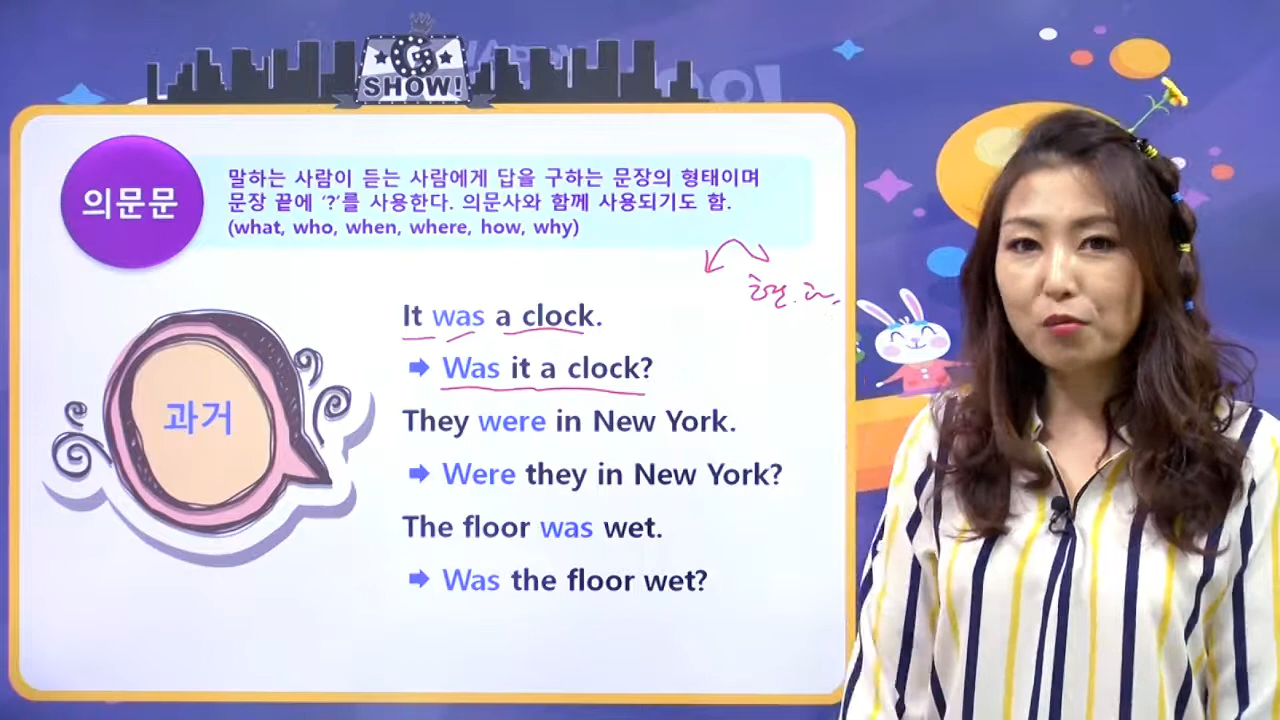 G
SHOW!
의문문
말하는 사람이 듣는 사람에게 답을 구하는 문장의 형태이며
문장 끝에 ‘?’를 사용한다. 의문사와 함께 사용되기도 함.
(what, who, when, where, how, why)
현. 과,
과거
It was a clock.
➡ Was it a clock?
They were in New York.
➡ Were they in New York?
The floor was wet.
➡ Was the floor wet?